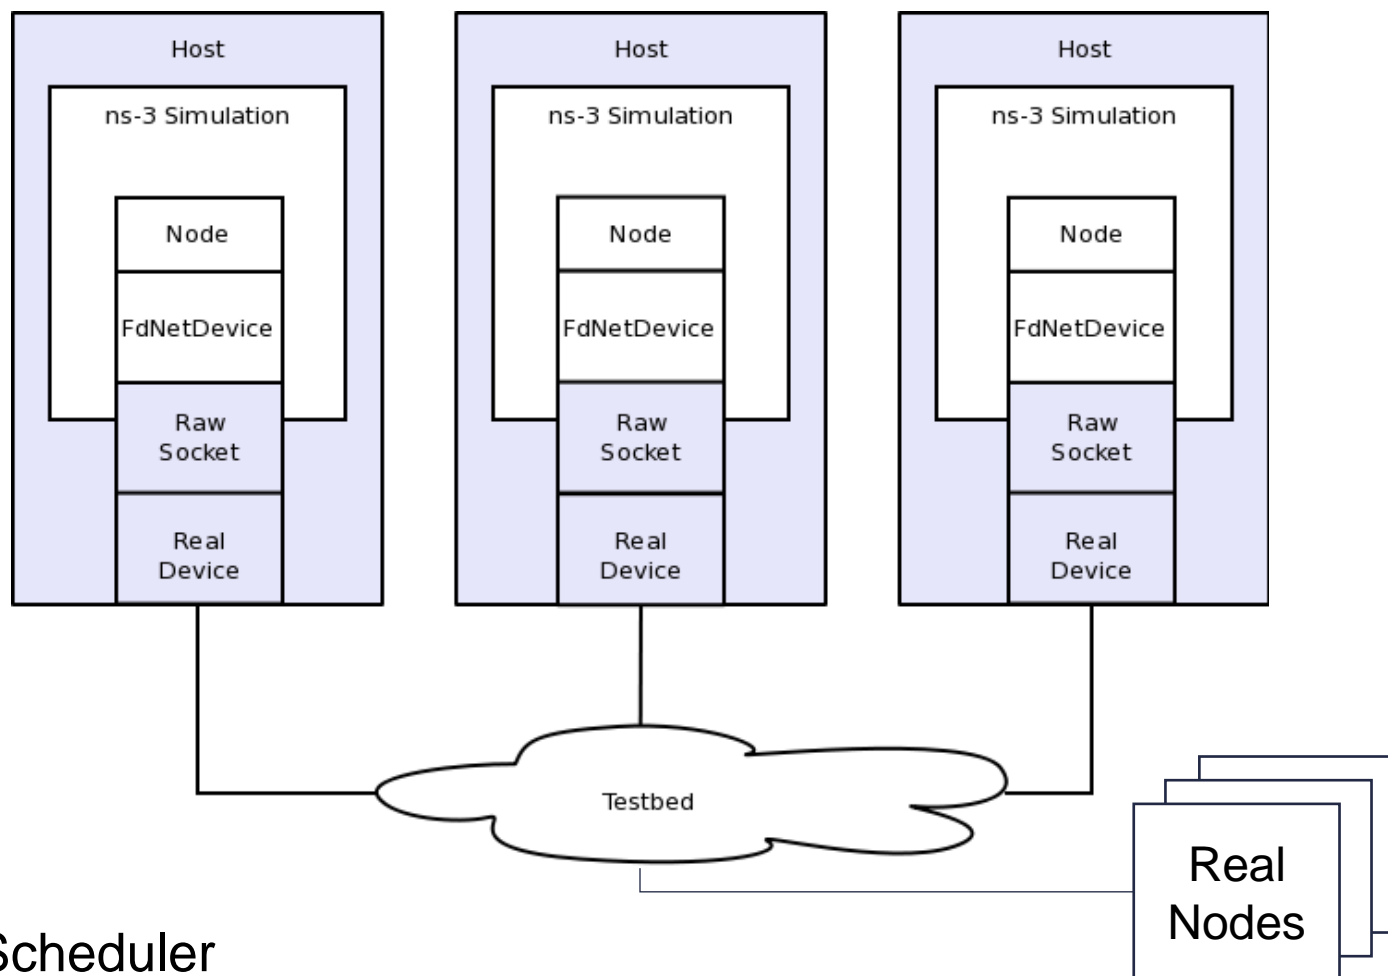 Host
ns-3 Simulation
Node
FdNetDevice
Raw
Socket
Real
Device
Host
ns-3 Simulation
Node
FdNetDevice
Raw
Socket
Real
Device
Host
ns-3 Simulation
Node
FdNetDevice
Raw
Socket
Real
Device
Testbed
Real
Nodes
Scheduler